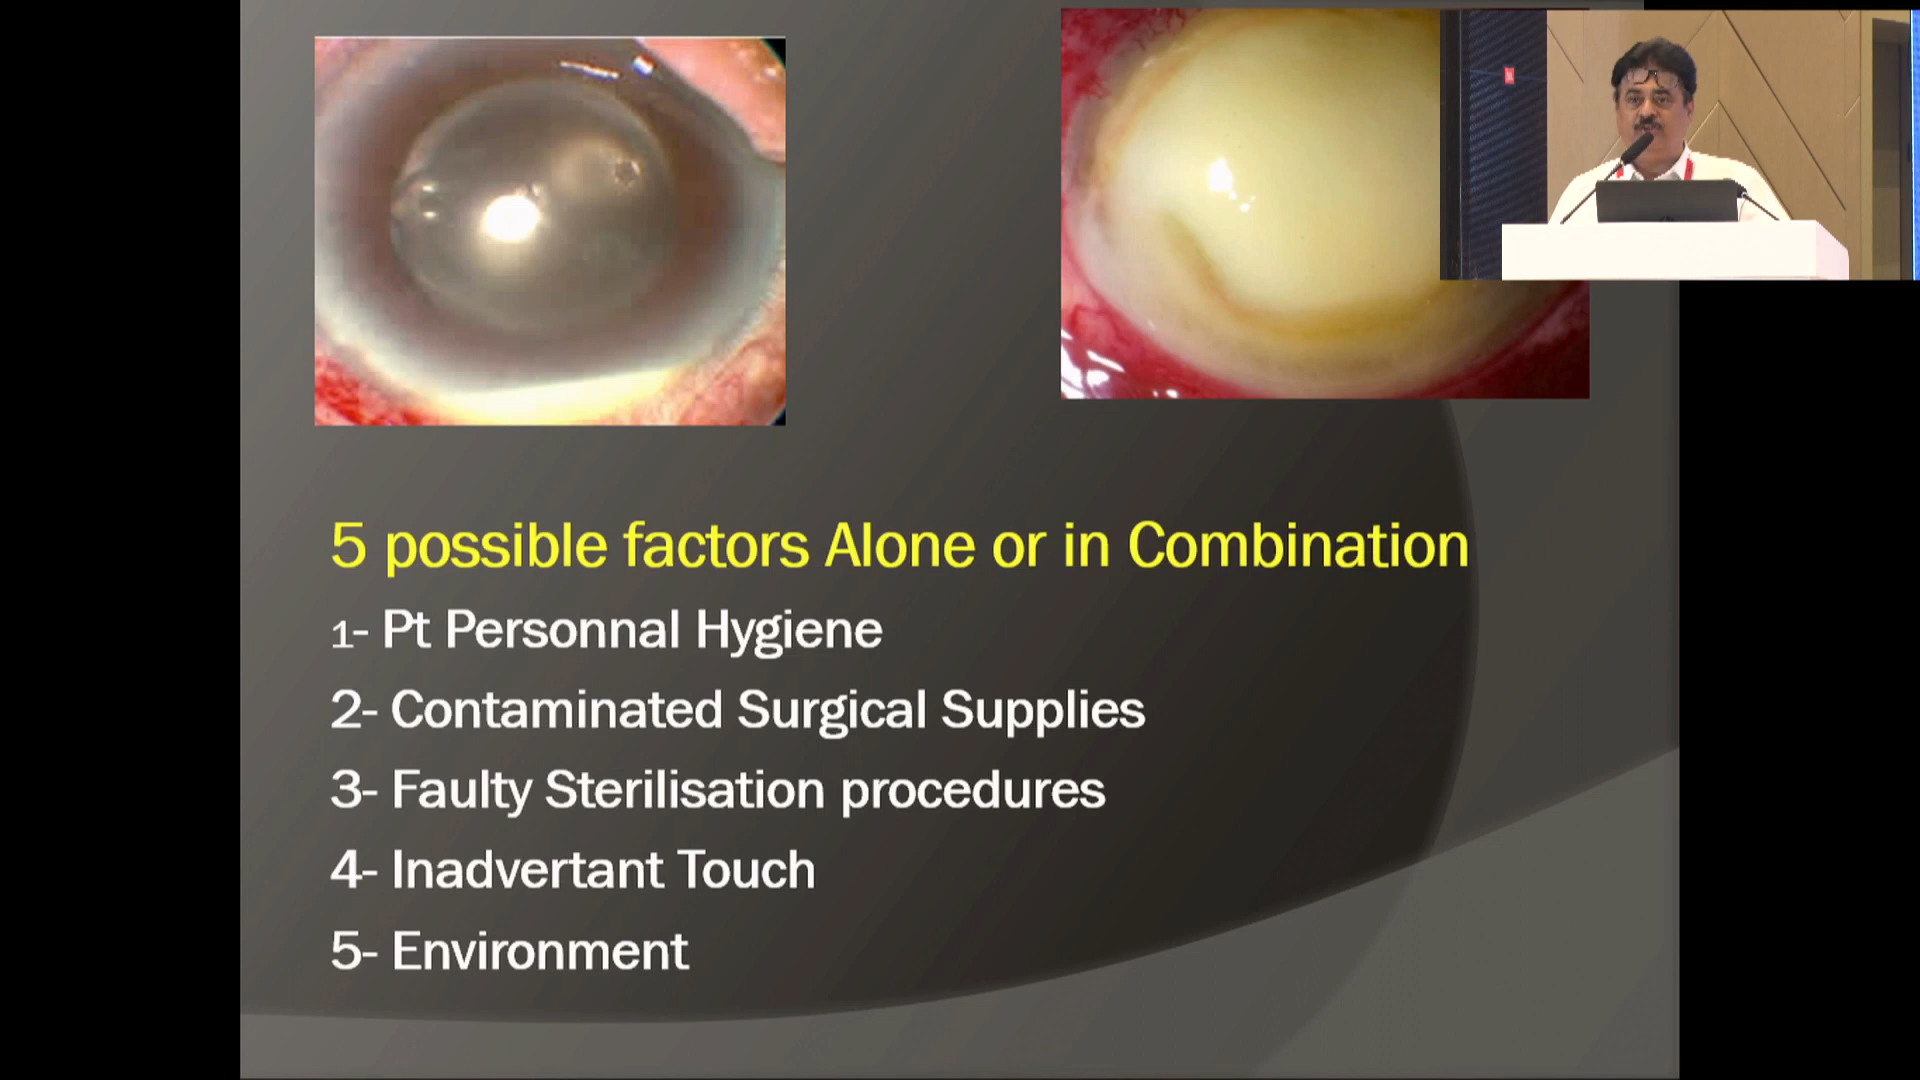 5 possible factors Alone or in Combination
1- Pt Personnal Hygiene
2- Contaminated Surgical Supplies
3- Faulty Sterilisation procedures
4- Inadvertant Touch
5- Environment